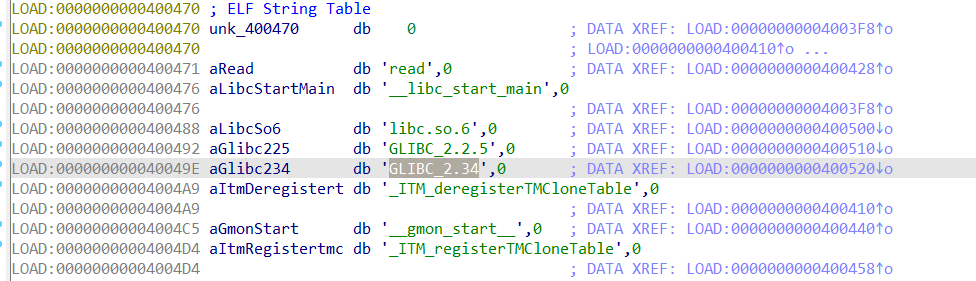 LOAD:0000000000400470 ; ELF String Table
LOAD:0000000000400470 unk_400470 db 0 ; DATA XREF: LOAD:00000000004003F8↑o
LOAD:0000000000400470 ; LOAD:0000000000400410↑o ...
LOAD:0000000000400471 aRead db 'read',0 ; DATA XREF: LOAD:0000000000400428↑o
LOAD:0000000000400476 aLibcStartMain db '__libc_start_main',0
LOAD:0000000000400476 ; DATA XREF: LOAD:00000000004003F8↑o
LOAD:0000000000400488 aLibcSo6 db 'libc.so.6',0 ; DATA XREF: LOAD:0000000000400500↓o
LOAD:0000000000400492 aGlibc225 db 'GLIBC_2.2.5',0 ; DATA XREF: LOAD:0000000000400510↓o
LOAD:000000000040049E aGlibc234 db 'GLIBC_2.34',0 ; DATA XREF: LOAD:0000000000400520↓o
LOAD:00000000004004A9 aItmDeregistert db '_ITM_deregisterTMCloneTable',0
LOAD:00000000004004A9 ; DATA XREF: LOAD:0000000000400410↑o
LOAD:00000000004004C5 aGmonStart db '__gmon_start__',0 ; DATA XREF: LOAD:0000000000400440↑o
LOAD:00000000004004D4 aItmRegistertmc db '_ITM_registerTMCloneTable',0
LOAD:00000000004004D4 ; DATA XREF: LOAD:0000000000400458↑o